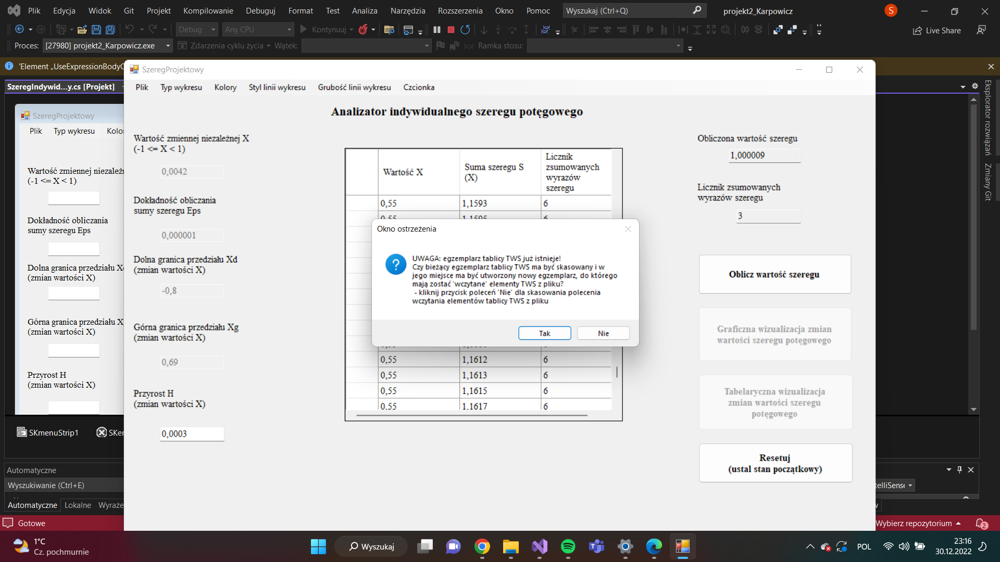 Plik Edycja Widok Git Projekt Kompilowanie Debuguj Format Test Analiza Narzędzia Rozszerzenia Okno Pomoc Wyszukaj (Ctrl+Q) projekt2_Karpowicz S
Debug Any CPU Kontynuuj Live Share
Proces: [27980] projekt2_Karpowicz.exe Zdarzenia cyklu życia Wątek: Ramka stosu:
'Element „UseExpressionBody
SzeregIndywid...y.cs [Projekt]
SzeregProjektowy
Plik Typ wykresu
Wartość zmiennej
(-1 <= X < 1)
Dokładność obliczania
sumy szeregu Eps
Dolna granica przedziału
(zmian wartości X)
Górna granica przedziału X
(zmian wartości X)
Przyrost H
(zmian wartości X)
SKmenuStrip1
SzeregProjektowy
Plik Typ wykresu Kolory Styl linii wykresu Grubość linii wykresu Czcionka
Analizator indywidualnego szeregu potęgowego
Wartość zmiennej niezależnej X
(-1 <= X < 1)
0,0042
Dokładność obliczania
sumy szeregu Eps
0,000001
Dolna granica przedziału Xd
(zmian wartości X)
-0,8
Górna granica przedziału Xg
(zmian wartości X)
0,69
Przyrost H
(zmian wartości X)
0,0003
Wartość X
Suma szeregu S
(X)
Licznik
zsumowanych
wyrazów
szeregu
0,55 1,1593 6
0,55 1,1595 6
0,55 1,1612 6
0,55 1,1613 6
0,55 1,1615 6
0,55 1,1617 6
Okno ostrzeżenia
UWAGA: egzemplarz tablicy TWS już istnieje!
Czy bieżący egzemplarz tablicy TWS ma być skasowany i w
jego miejsce ma być utworzony nowy egzemplarz, do którego
mają zostać 'wczytane' elementy TWS z pliku?
- kliknij przycisk poleceń 'Nie' dla skasowania polecenia
wczytania elementów tablicy TWS z pliku
Tak Nie
Obliczona wartość szeregu
1,000009
Licznik zsumowanych
wyrazów szeregu
3
Oblicz wartość szeregu
Graficzna wizualizacja zmian
wartości szeregu potęgowego
Tabelaryczna wizualizacja
zmian wartości szeregu
potęgowego
Resetuj
(ustal stan początkowy)
Eksplorator rozwiązań
Zmiany Git
Automatyczne
Wyszukiwanie (Ctrl+E)
Automatyczne Lokalne
Gotowe
Wybierz repozytorium
2
1°C
Cz. pochmurnie
Wyszukaj
POL
23:16
30.12.2022